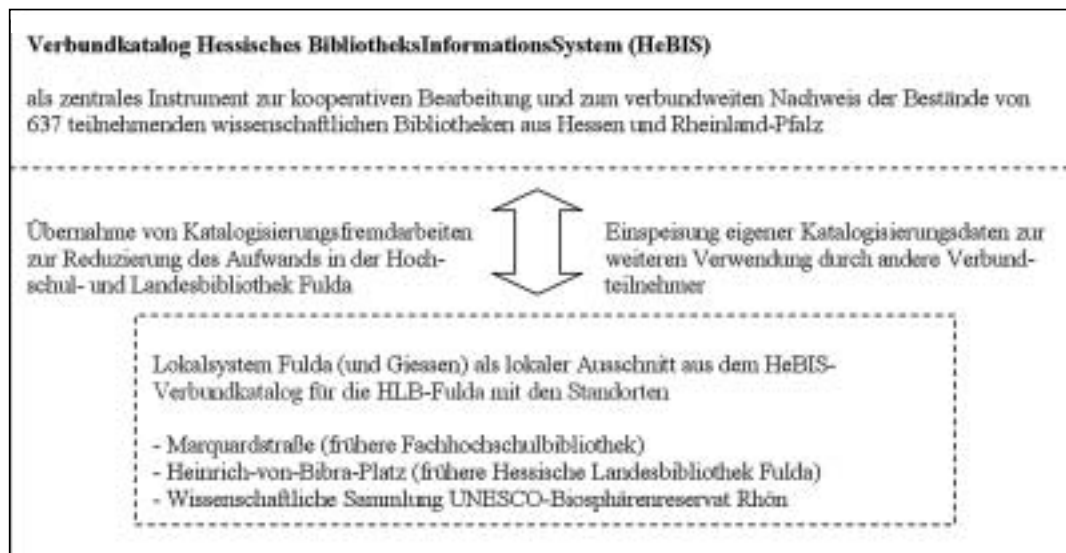 Verbundkatalog Hessisches BibliotheksInformationsSystem (HeBIS)
als zentrales Instrument zur kooperativen Bearbeitung und zum verbundweiten Nachweis der Bestände von
637 teilnehmenden wissenschaftlichen Bibliotheken aus Hessen und Rheinland-Pfalz
Übernahme von Katalogisierungsfremdarbeiten
zur Reduzierung des Aufwands in der Hoch-
schul- und Landesbibliothek Fulda
Einspeisung eigener Katalogisierungsdaten zur
weiteren Verwendung durch andere Verbund-
teilnehmer
Lokalsystem Fulda (und Giessen) als lokaler Ausschnitt aus dem HeBIS-
Verbundkatalog für die HLB-Fulda mit den Standorten
- Marquardstraße (frühere Fachhochschulbibliothek)
- Heinrich-von-Bibra-Platz (frühere Hessische Landesbibliothek Fulda)
- Wissenschaftliche Sammlung UNESCO-Biosphärenreservat Rhön